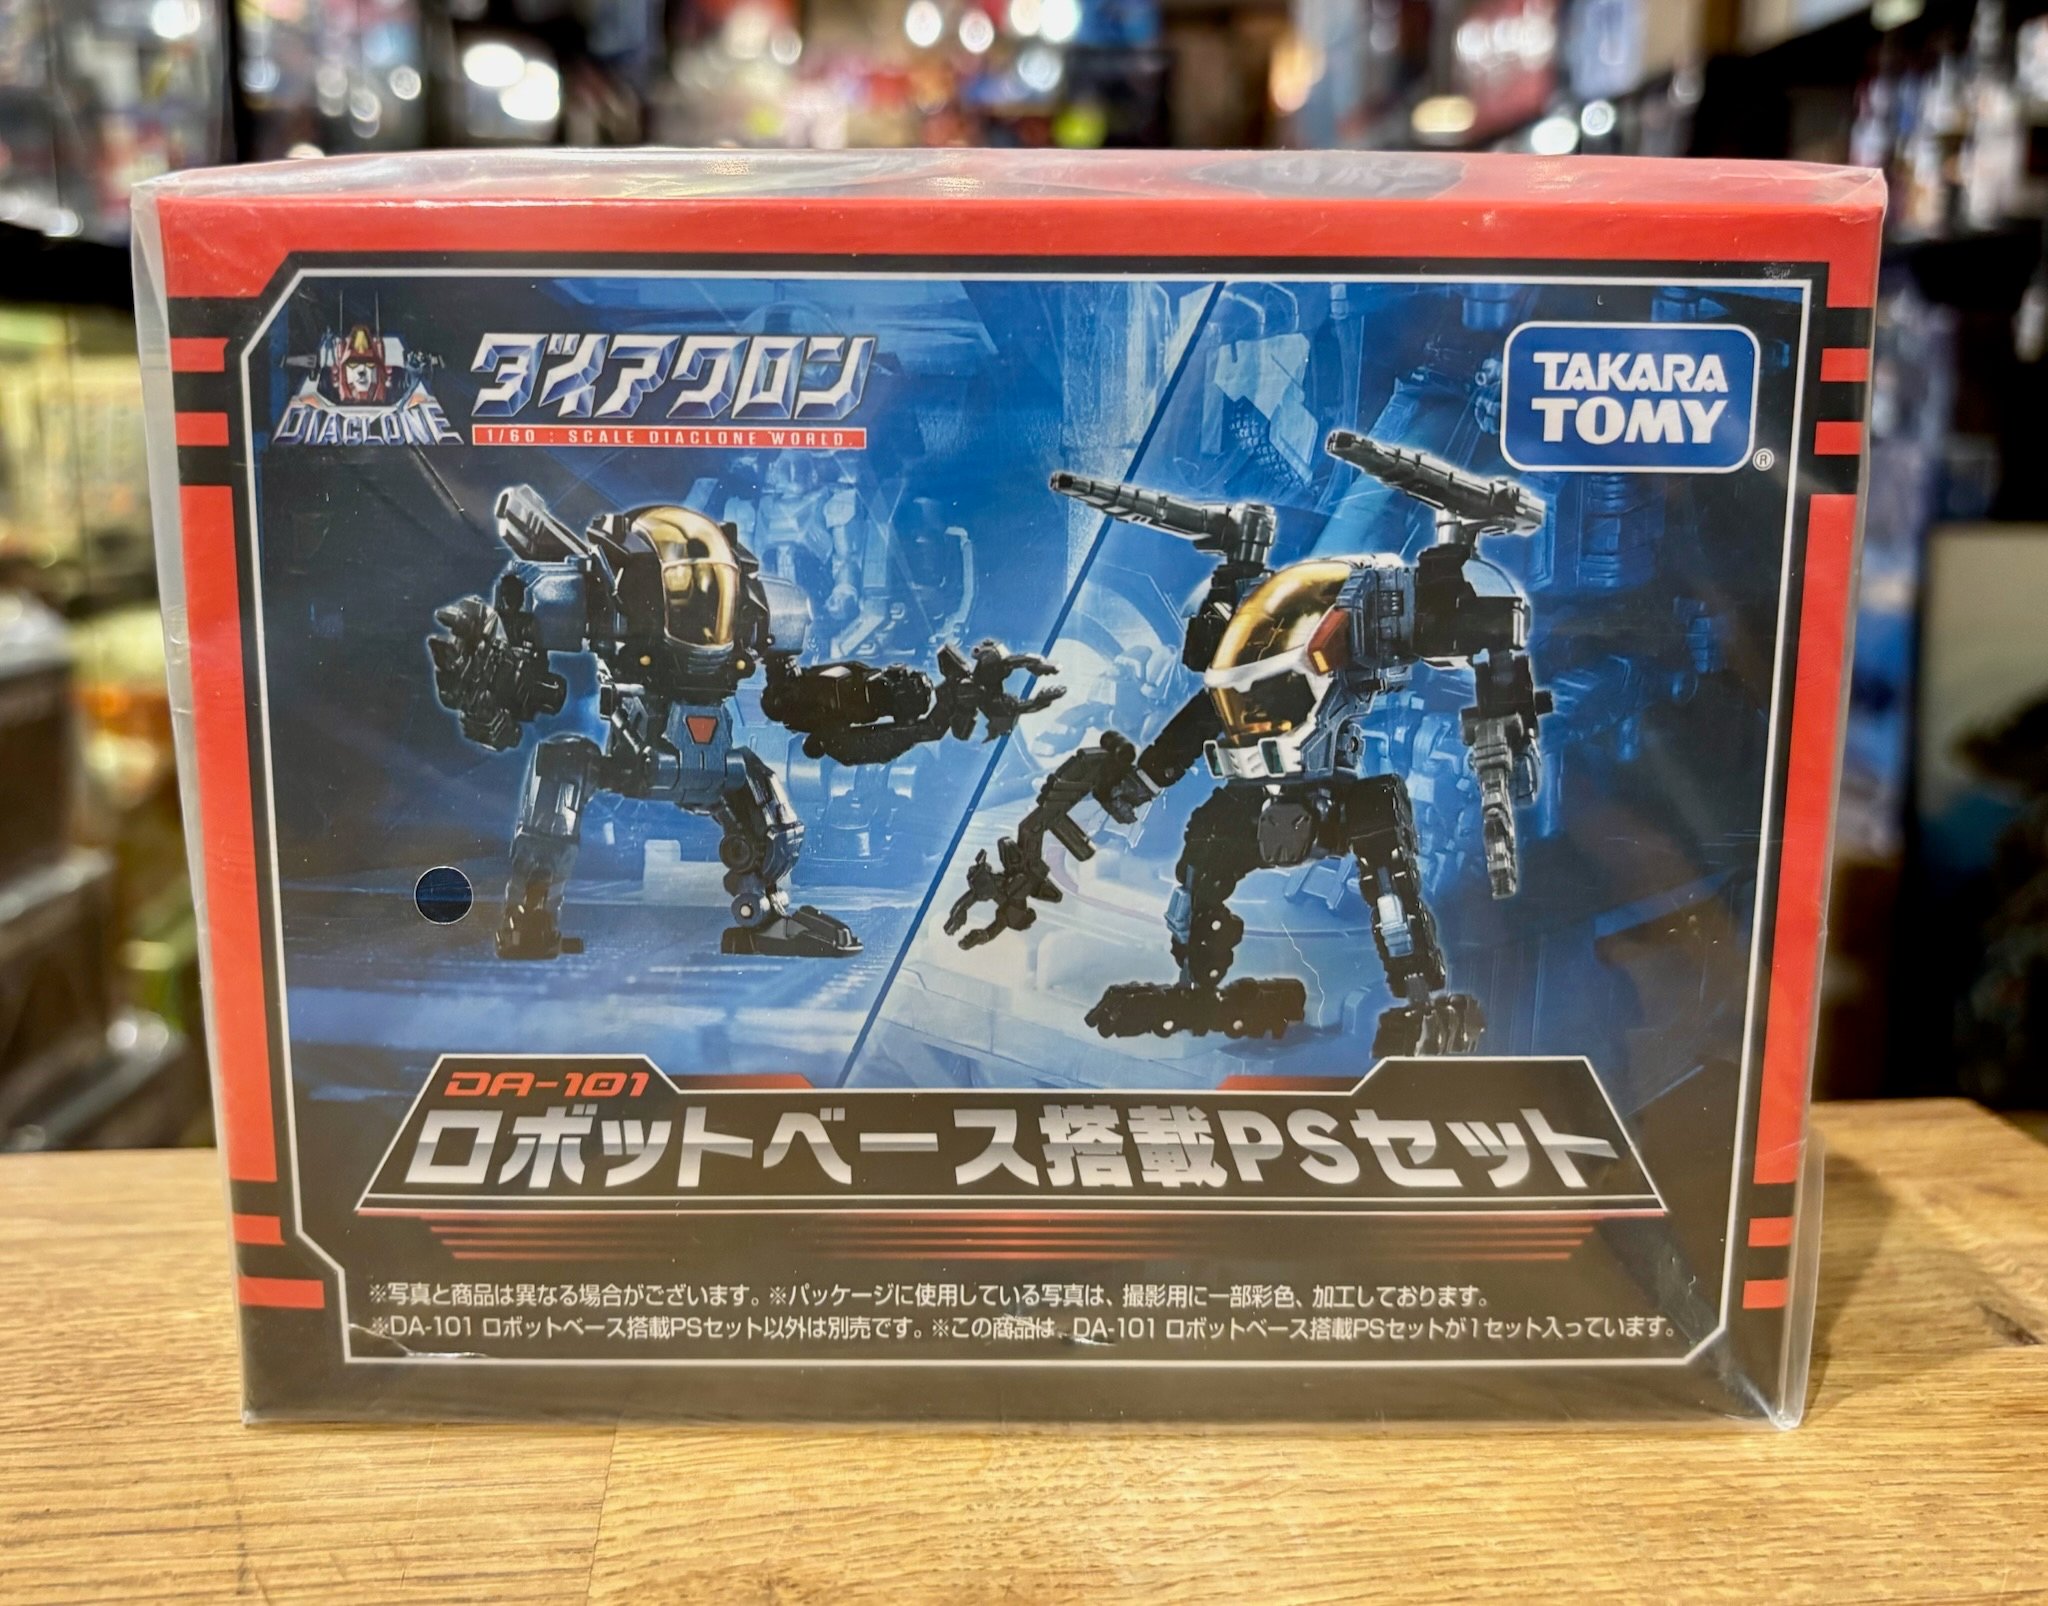 DIACLONE
ダイアクロン
1/60 : SCALE DIACLONE WORLD.
TAKARA
TOMY
®
DA-101
ロボットベース搭載PSセット
※写真と商品は異なる場合がございます。※パッケージに使用している写真は、撮影用に一部彩色、加工しております。
※DA-101 ロボットベース搭載PSセット以外は別売です。※この商品は、DA-101 ロボットベース搭載PSセットが1セット入っています。